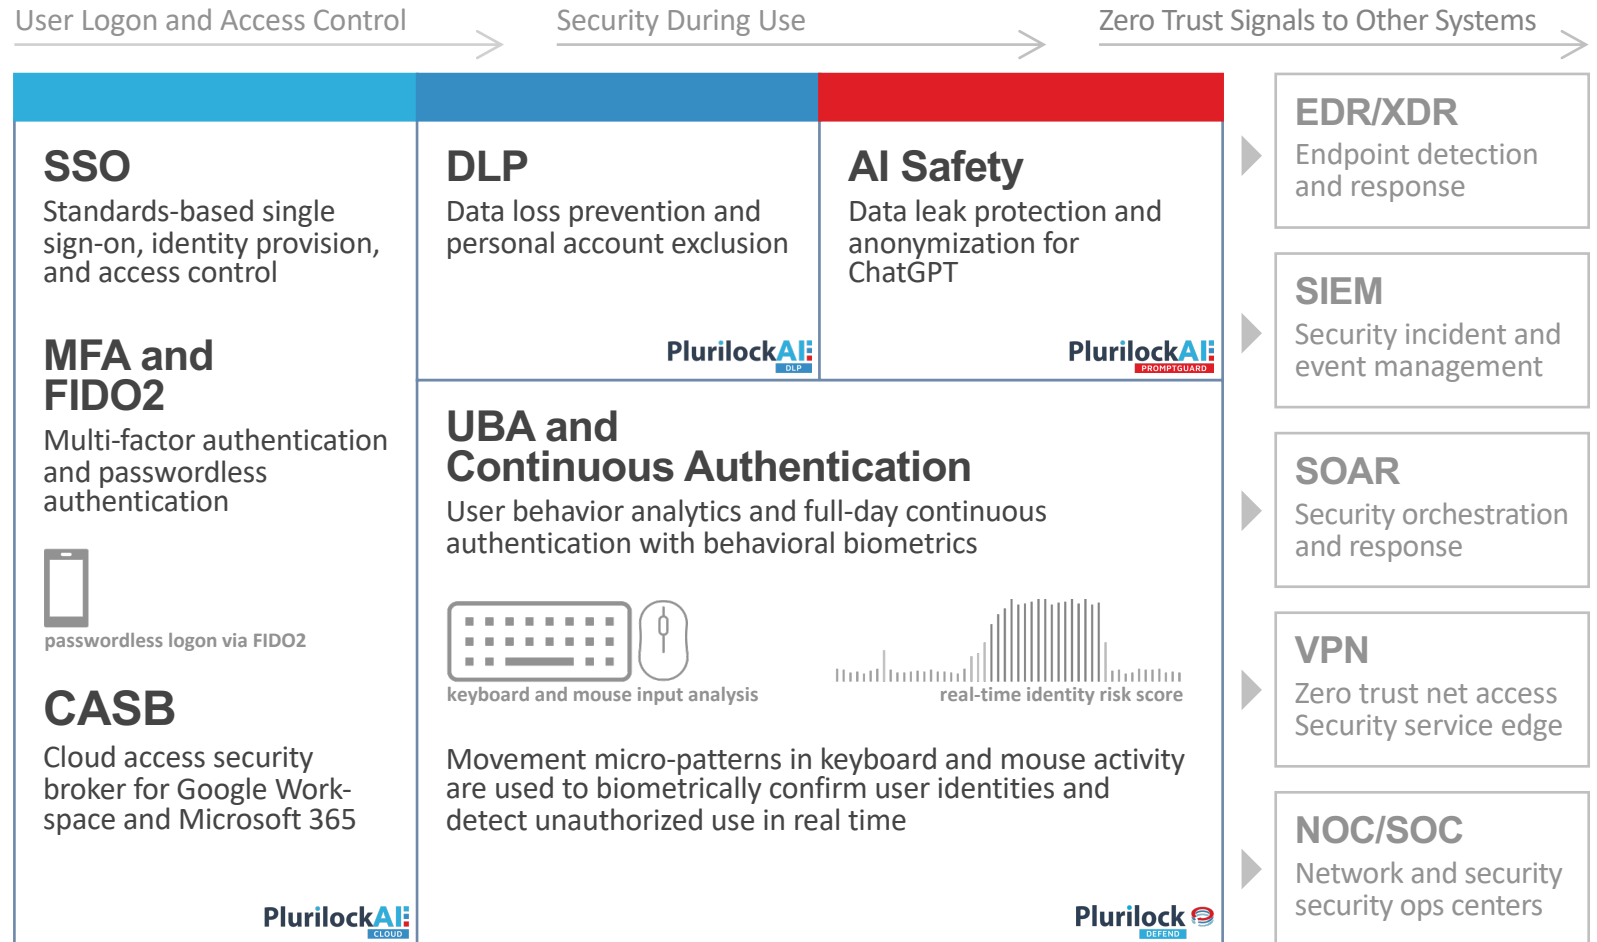 User Logon and Access Control
Security During Use
Zero Trust Signals to Other Systems
SSO
Standards-based single
sign-on, identity provision,
and access control
MFA and
FIDO2
Multi-factor authentication
and passwordless
authentication
passwordless logon via FIDO2
CASB
Cloud access security
broker for Google Work-
space and Microsoft 365
PlurilockAI
CLOUD
DLP
Data loss prevention and
personal account exclusion
PlurilockAI
DLP
AI Safety
Data leak protection and
anonymization for
ChatGPT
PlurilockAI
PROMPTGUARD
UBA and
Continuous Authentication
User behavior analytics and full-day continuous
authentication with behavioral biometrics
keyboard and mouse input analysis
real-time identity risk score
Movement micro-patterns in keyboard and mouse activity
are used to biometrically confirm user identities and
detect unauthorized use in real time
Plurilock
DEFEND
EDR/XDR
Endpoint detection
and response
SIEM
Security incident and
event management
SOAR
Security orchestration
and response
VPN
Zero trust net access
Security service edge
NOC/SOC
Network and security
security ops centers